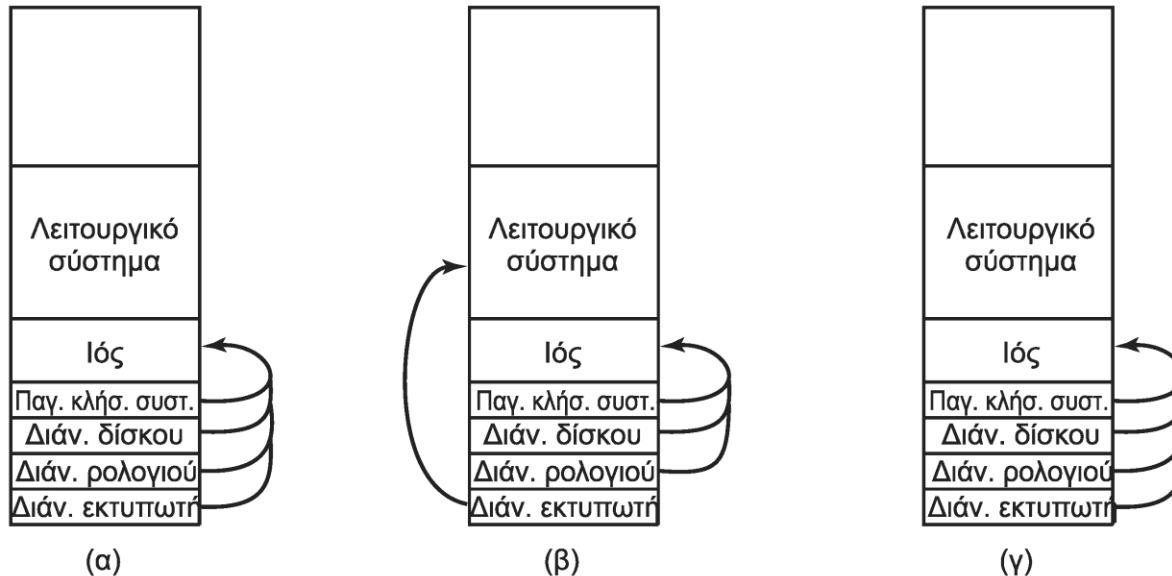 Λειτουργικό
σύστημα
Ιός
Παγ. κλήσ. συστ.
Διάν. δίσκου
Διάν. ρολογιού
Διάν. εκτυπωτή
(α)
Λειτουργικό
σύστημα
Ιός
Παγ. κλήσ. συστ.
Διάν. δίσκου
Διάν. ρολογιού
Διάν. εκτυπωτή
(β)
Λειτουργικό
σύστημα
Ιός
Παγ. κλήσ. συστ.
Διάν. δίσκου
Διάν. ρολογιού
Διάν. εκτυπωτή
(γ)